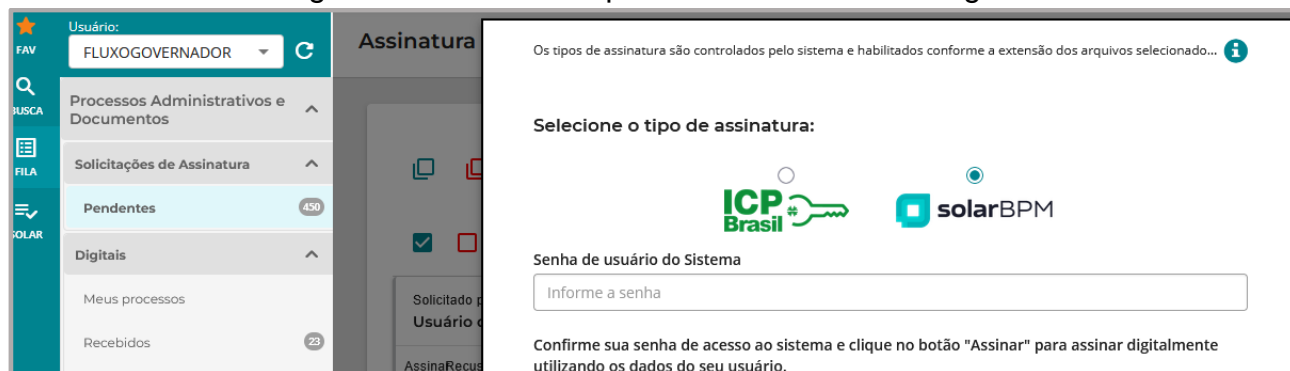 Usuário:
FAV
FLUXOGOVERNADOR
BUSCA
Processos Administrativos e
Documentos
FILA
Solicitações de Assinatura
Pendentes 450
SOLAR
Digitais
Meus processos
Recebidos 23
Assinatura
Solicitado p
Usuário
AssinaRecus
Os tipos de assinatura são controlados pelo sistema e habilitados conforme a extensão dos arquivos selecionado...
Selecione o tipo de assinatura:
ICP
Brasil
solarBPM
Senha de usuário do Sistema
Informe a senha
Confirme sua senha de acesso ao sistema e clique no botão "Assinar" para assinar digitalmente
utilizando os dados do seu usuário.